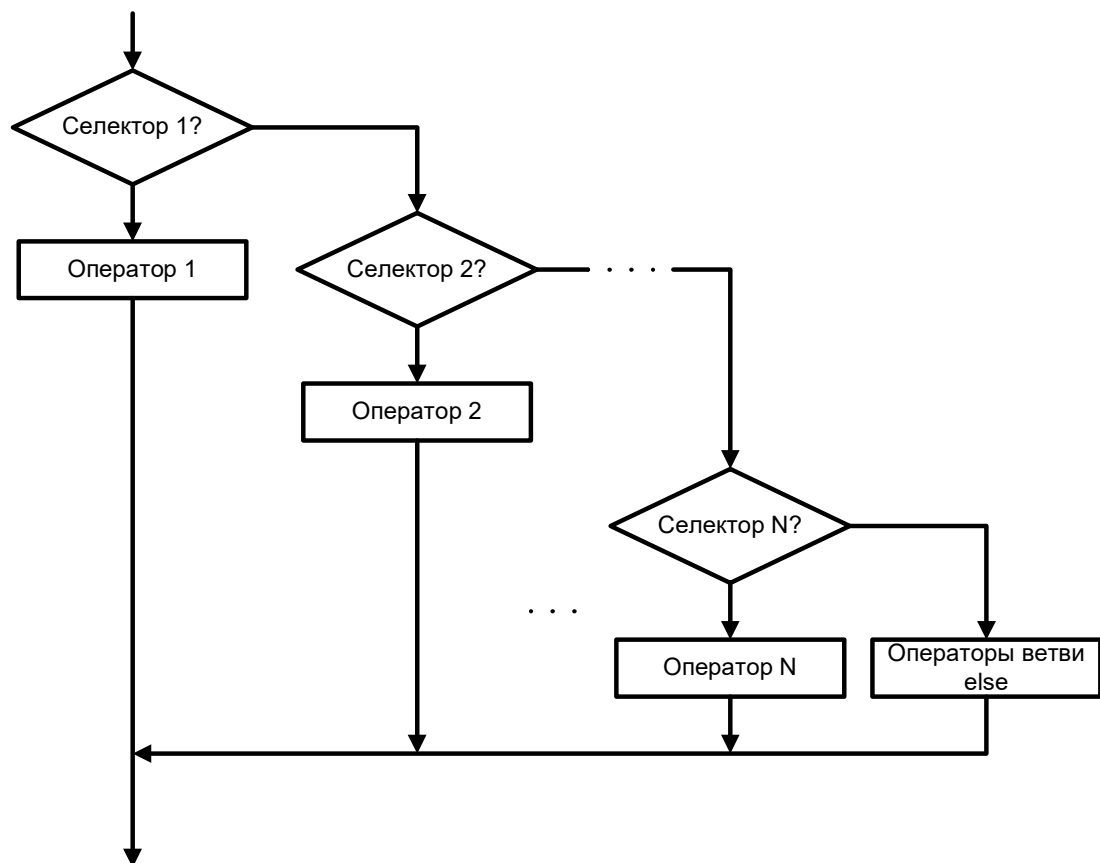 Селектор 1?
Оператор 1
Селектор 2?
. . .
Оператор 2
Селектор N?
. . .
Оператор N
Операторы ветви
else